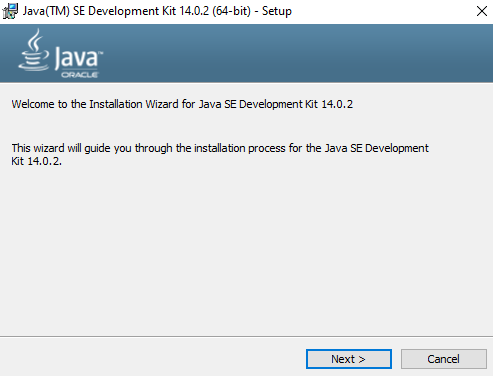 Java(TM) SE Development Kit 14.0.2 (64-bit) - Setup
Java™
ORACLE
Welcome to the Installation Wizard for Java SE Development Kit 14.0.2
This wizard will guide you through the installation process for the Java SE Development
Kit 14.0.2.
Next >
Cancel